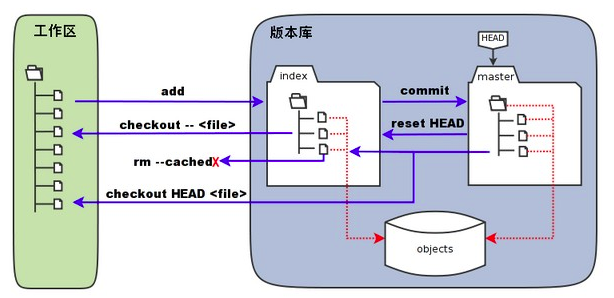 工作区
版本库
HEAD
index
master
add
commit
checkout -- <file>
reset HEAD
rm --cached
X
checkout HEAD <file>
objects